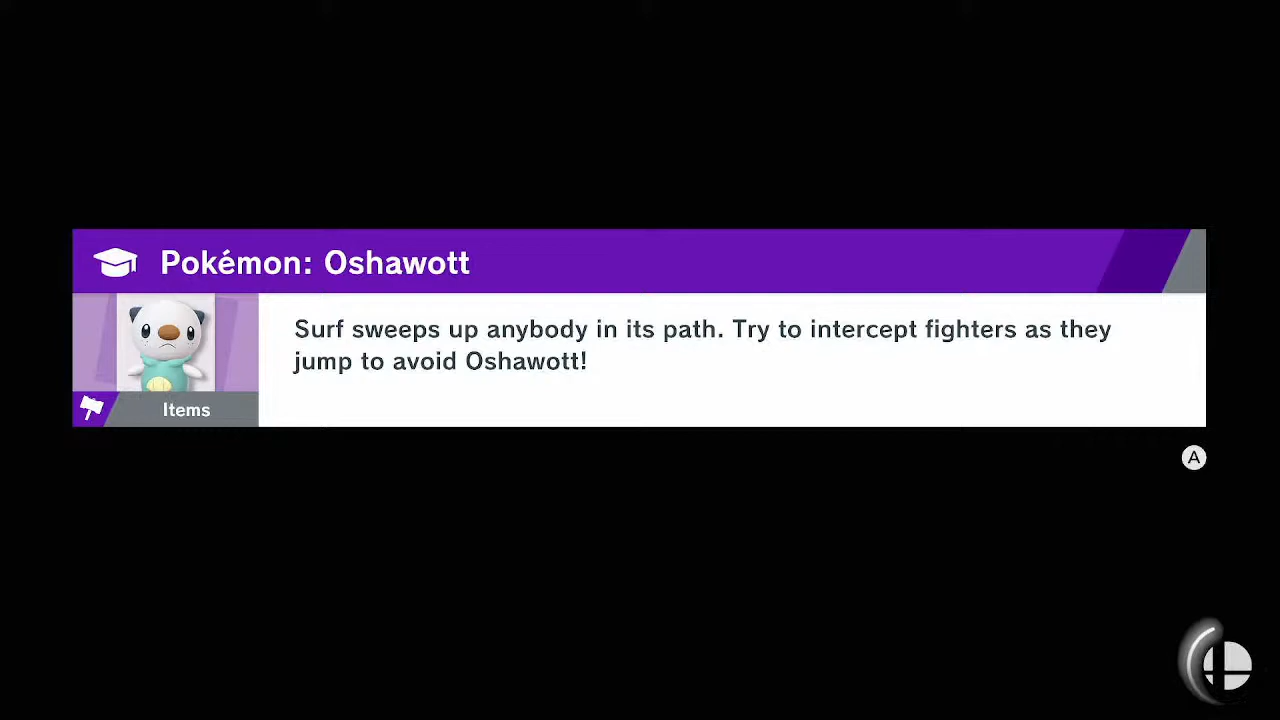 Pokémon: Oshawott
Surf sweeps up anybody in its path. Try to intercept fighters as they
jump to avoid Oshawott!
Items
A